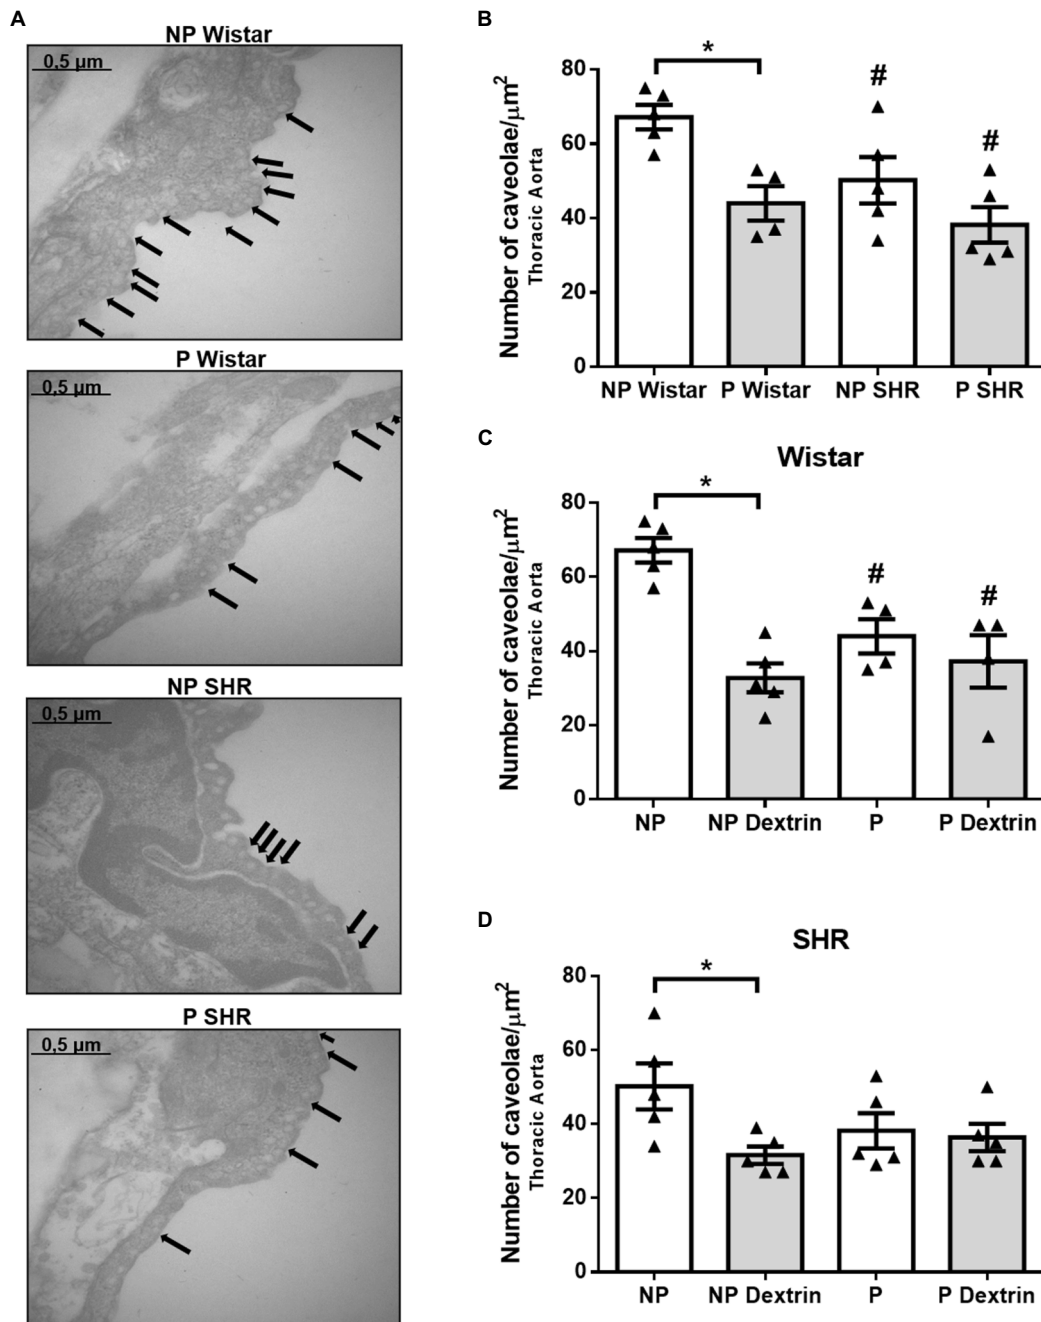 A
NP Wistar
0,5 µm
P Wistar
0,5 µm
NP SHR
0,5 µm
P SHR
0,5 µm
B
Number of caveolae/µm2
Thoracic Aorta
80
60
40
20
0
*
#
#
NP Wistar P Wistar NP SHR P SHR
C
Wistar
Number of caveolae/µm2
Thoracic Aorta
80
60
40
20
0
*
#
#
NP NP Dextrin P P Dextrin
D
SHR
Number of caveolae/µm2
Thoracic Aorta
80
60
40
20
0
*
NP NP Dextrin P P Dextrin